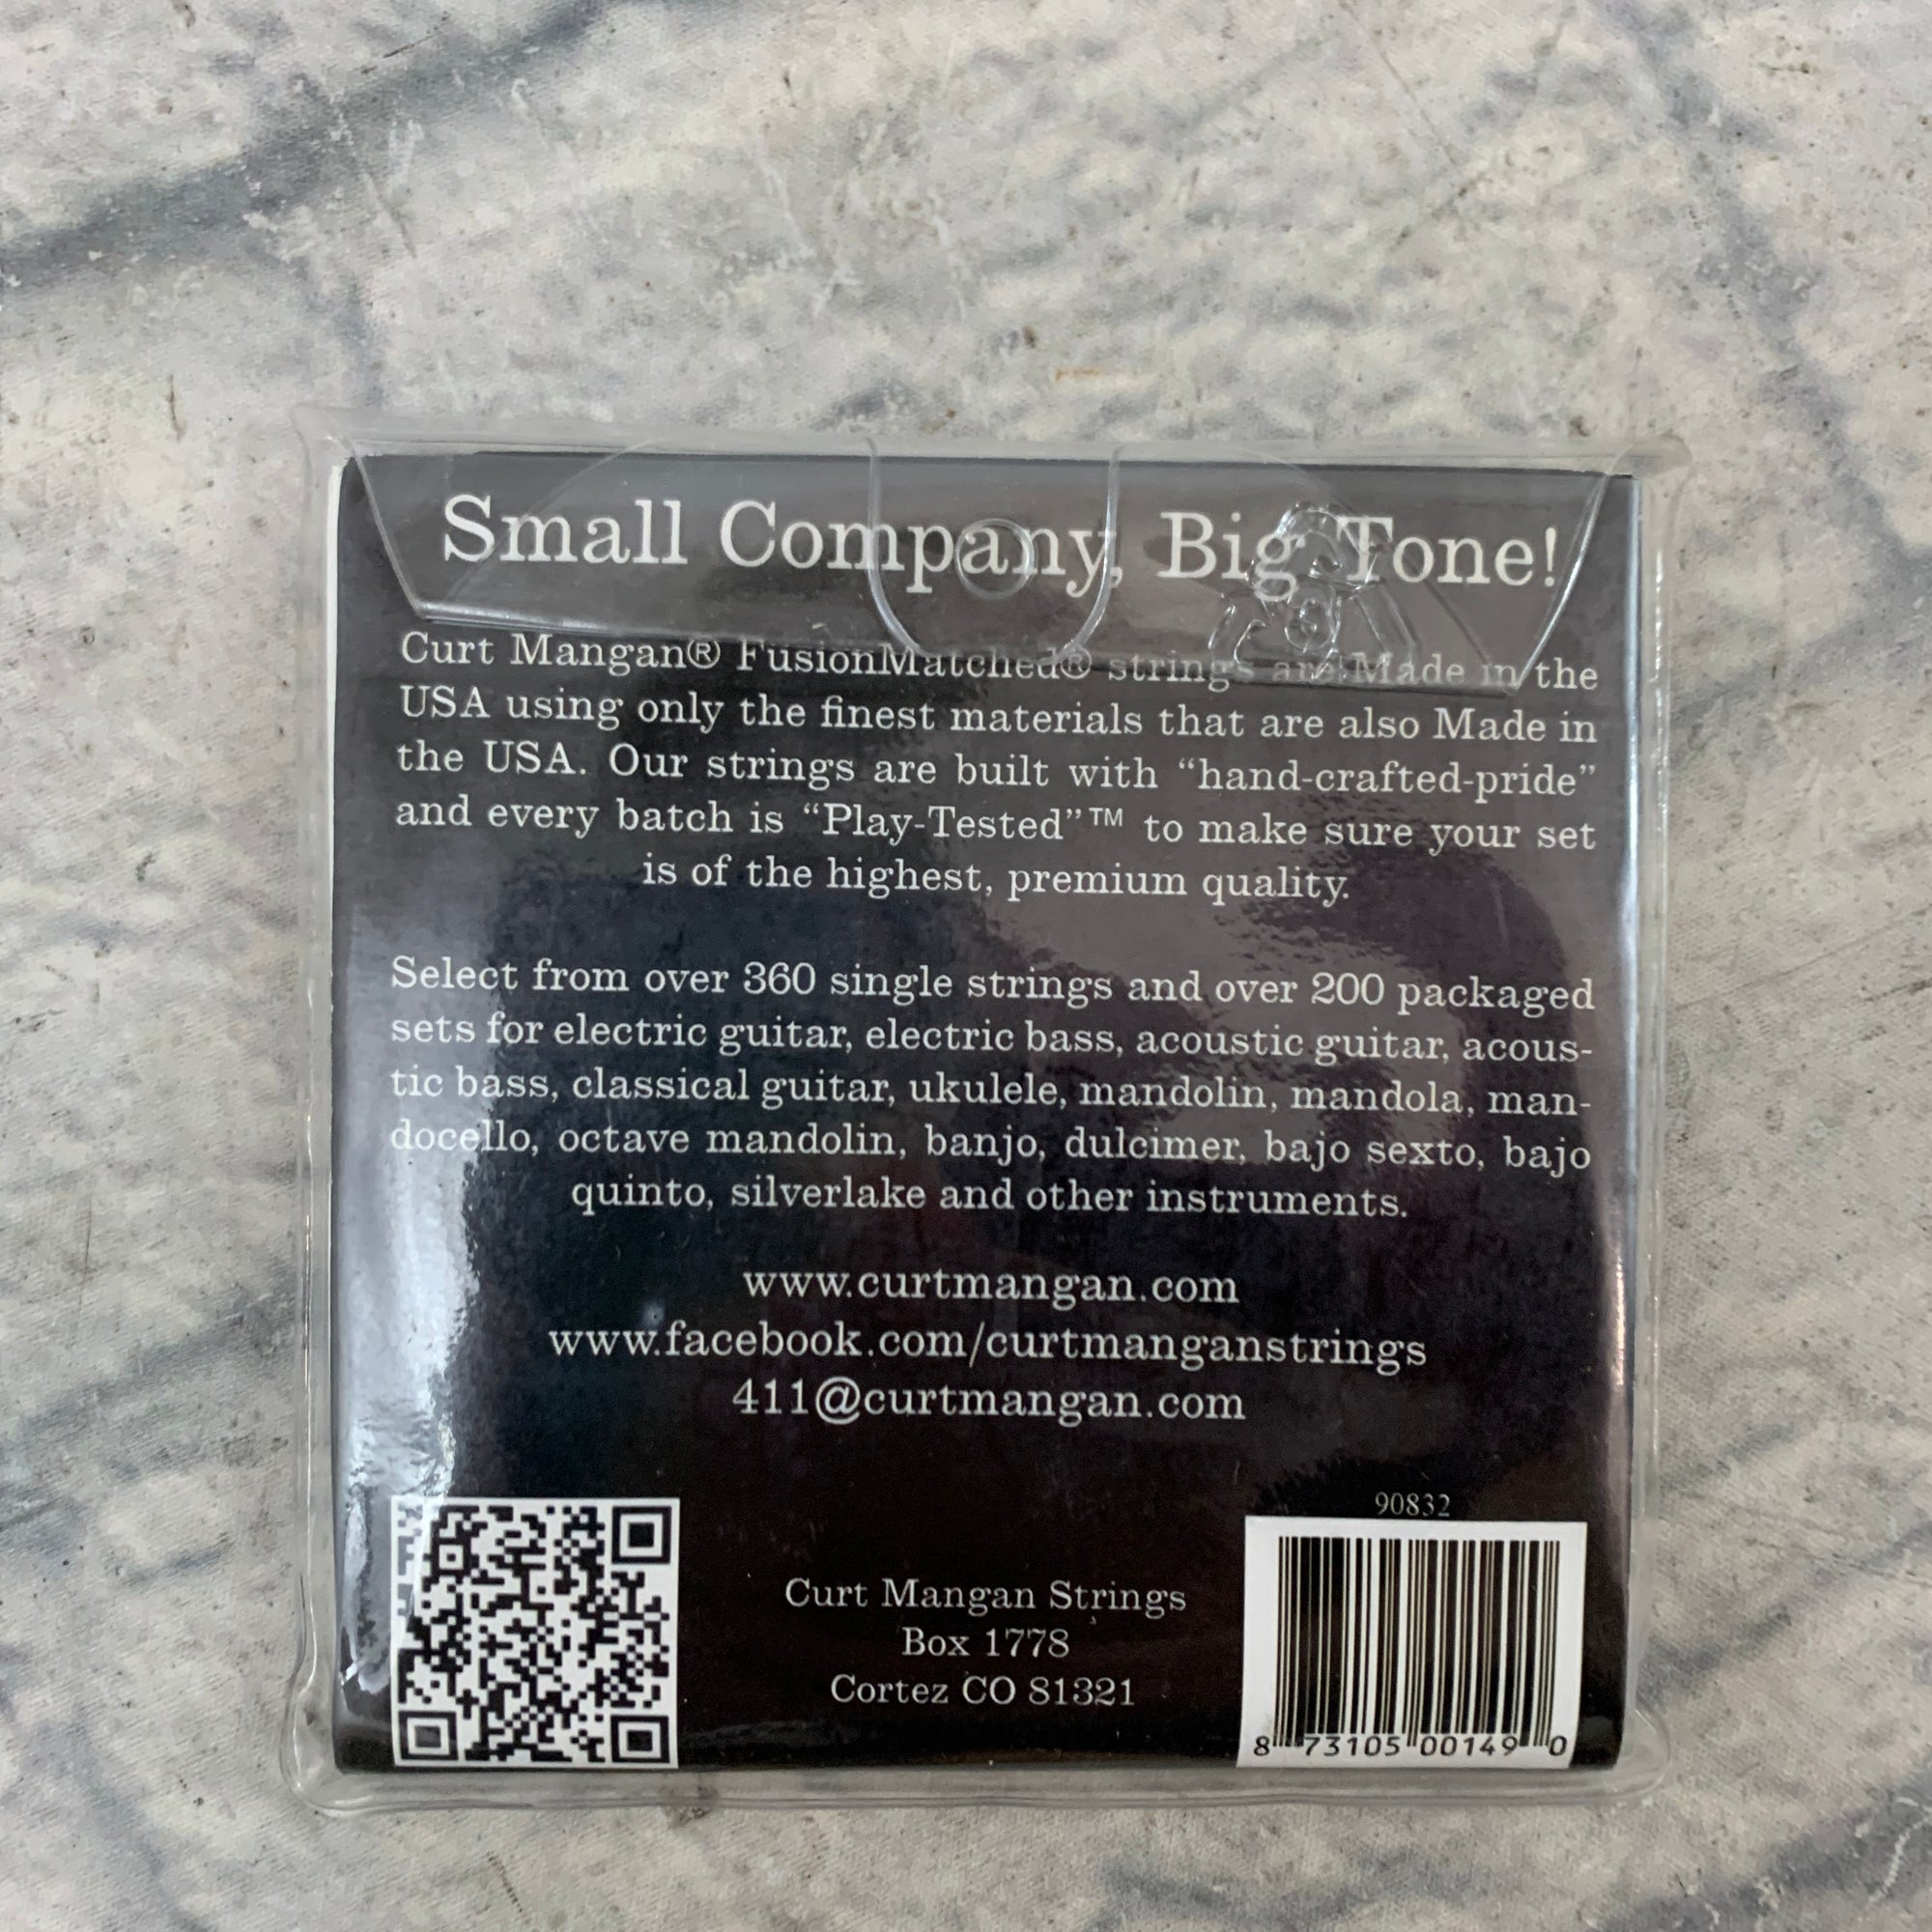 Small Company, Big Tone!
Curt Mangan® FusionMatched® strings are Made in the
USA using only the finest materials that are also Made in
the USA. Our strings are built with “hand-crafted-pride”
and every batch is “Play-Tested”™ to make sure your set
is of the highest, premium quality.
Select from over 360 single strings and over 200 packaged
sets for electric guitar, electric bass, acoustic guitar, acous-
tic bass, classical guitar, ukulele, mandolin, mandola, man-
docello, octave mandolin, banjo, dulcimer, bajo sexto, bajo
quinto, silverlake and other instruments.
www.curtmangan.com
www.facebook.com/curtmanganstrings
411@curtmangan.com
90832
Curt Mangan Strings
Box 1778
Cortez CO 81321
8 73105 00149 0